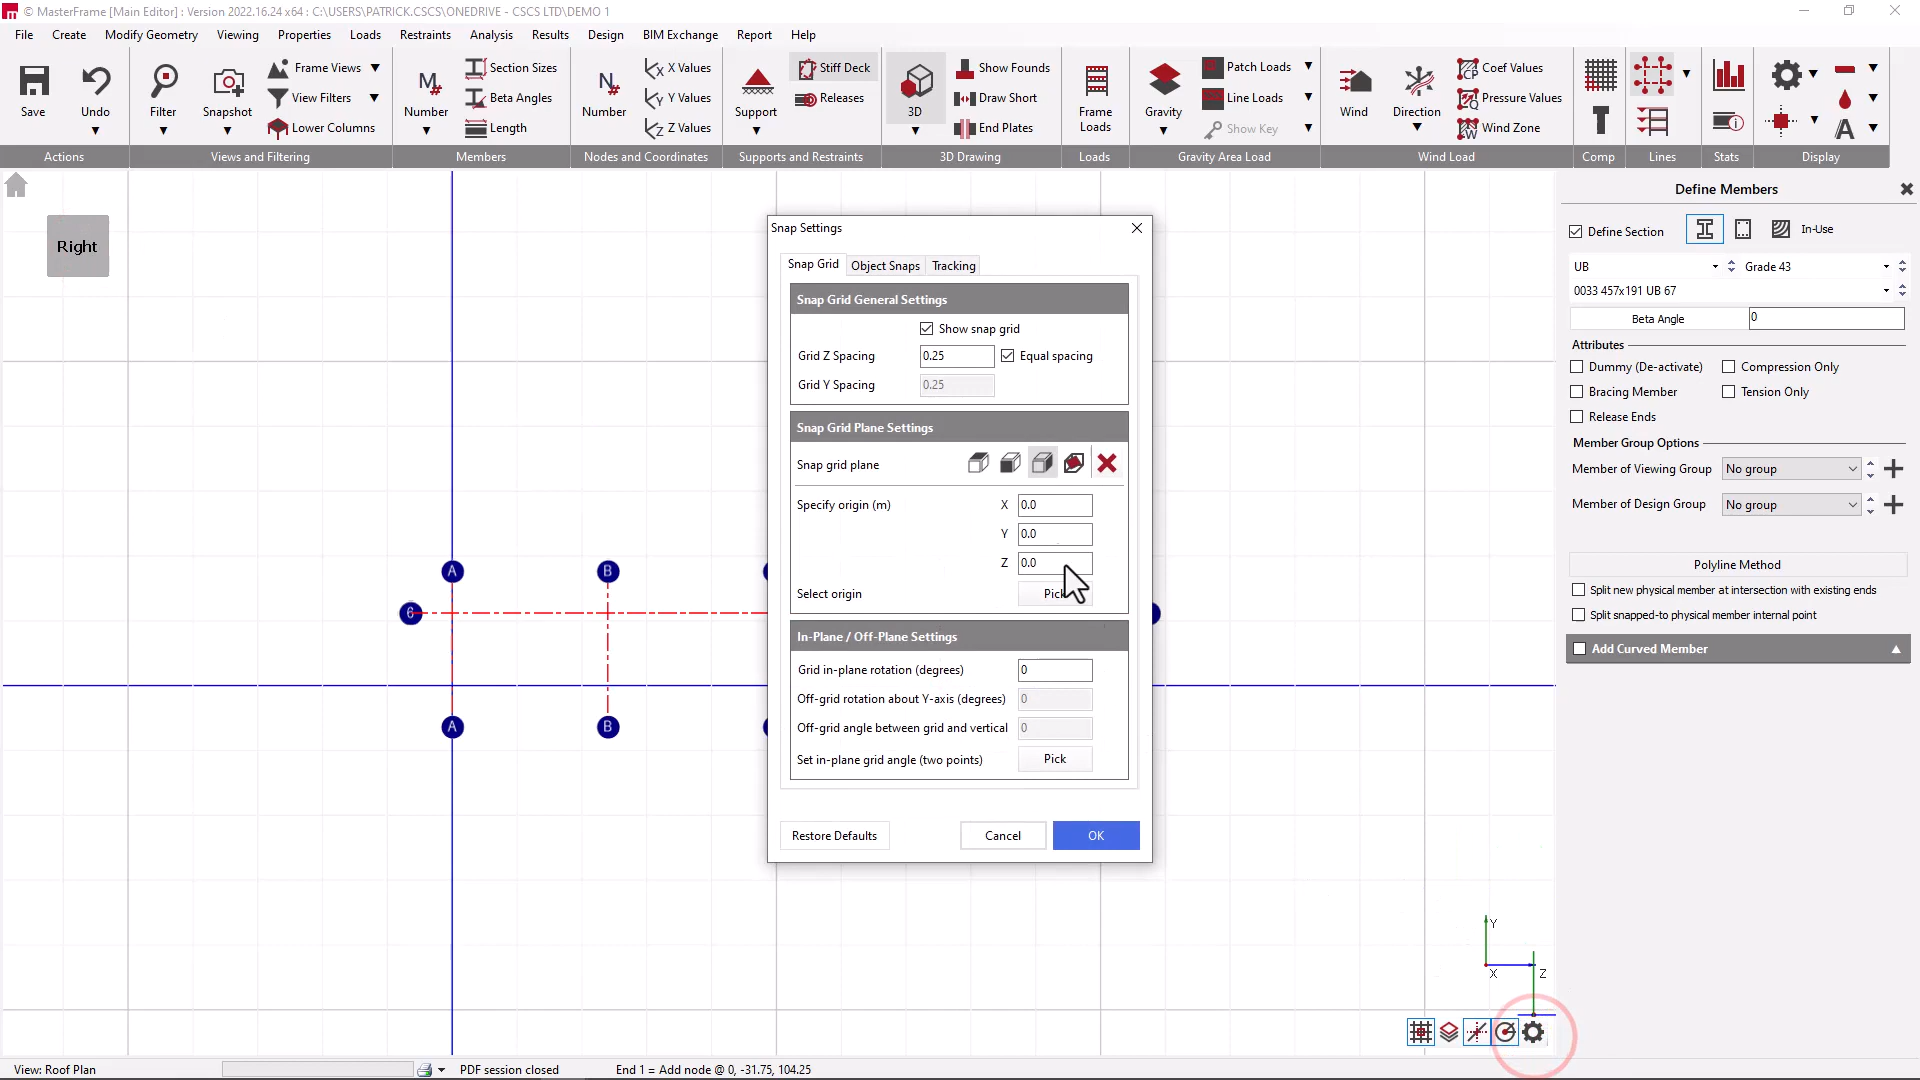 © MasterFrame [Main Editor] : Version 2022.16.24 x64 : C:\USERS\PATRICK.CSCS\ONEDRIVE - CSCS LTD\DEMO 1
File Create Modify Geometry Viewing Properties Loads Restraints Analysis Results Design BIM Exchange Report Help
Save
Undo
Filter
Snapshot
Frame Views
View Filters
Lower Columns
Number
Section Sizes
Beta Angles
Length
Number
X Values
Y Values
Z Values
Support
Stiff Deck
Releases
3D
Show Founds
Draw Short
End Plates
Frame
Loads
Gravity
Patch Loads
Line Loads
Show Key
Wind
Direction
Coef Values
Pressure Values
Wind Zone
Actions
Views and Filtering
Members
Nodes and Coordinates
Supports and Restraints
3D Drawing
Loads
Gravity Area Load
Wind Load
Comp
Lines
Stats
Display
Right
A
B
6
A
B
Snap Settings
Snap Grid Object Snaps Tracking
Snap Grid General Settings
Show snap grid
Grid Z Spacing 0.25 Equal spacing
Grid Y Spacing 0.25
Snap Grid Plane Settings
Snap grid plane
Specify origin (m) X 0.0
Y 0.0
Z 0.0
Select origin
In-Plane / Off-Plane Settings
Grid in-plane rotation (degrees) 0
Off-grid rotation about Y-axis (degrees) 0
Off-grid angle between grid and vertical 0
Set in-plane grid angle (two points) Pick
Restore Defaults Cancel OK
Define Members
Define Section In-Use
UB Grade 43
0033 457x191 UB 67
Beta Angle 0
Attributes
Dummy (De-activate) Compression Only
Bracing Member Tension Only
Release Ends
Member Group Options
Member of Viewing Group No group
Member of Design Group No group
Polyline Method
Split new physical member at intersection with existing ends
Split snapped-to physical member internal point
Add Curved Member
Y
X
Z
View: Roof Plan PDF session closed End 1 = Add node @ 0, -31.75, 104.25